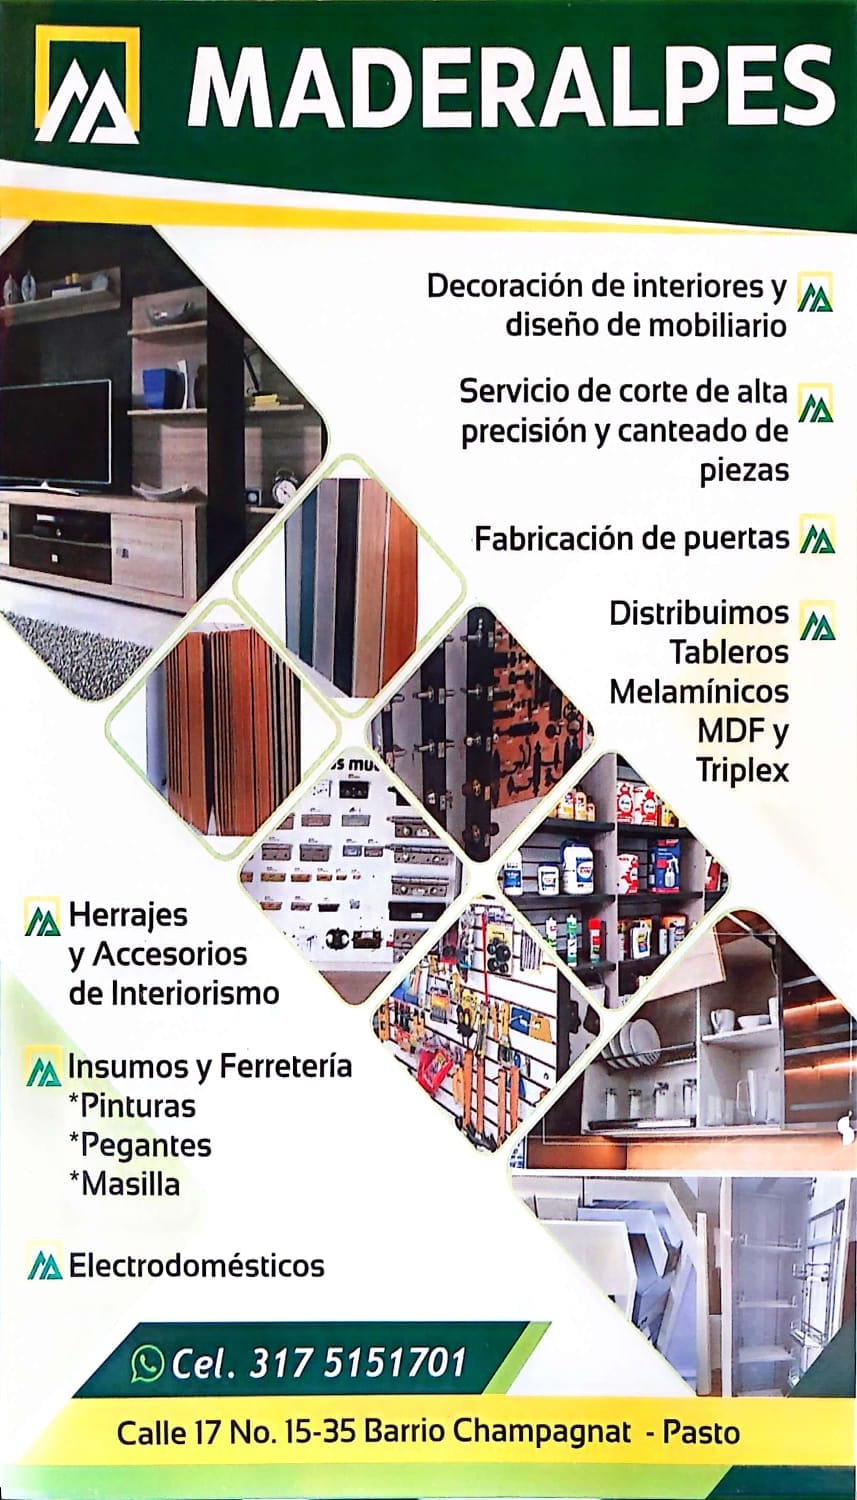 MADERALPES
Decoración de interiores y
diseño de mobiliario
Servicio de corte de alta
precisión y canteado de
piezas
Fabricación de puertas
Distribuimos
Tableros
Melamínicos
MDF y
Triplex
Herrajes
y Accesorios
de Interiorismo
Insumos y Ferretería
*Pinturas
*Pegantes
*Masilla
Electrodomésticos
Cel. 317 5151701
Calle 17 No. 15-35 Barrio Champagnat - Pasto